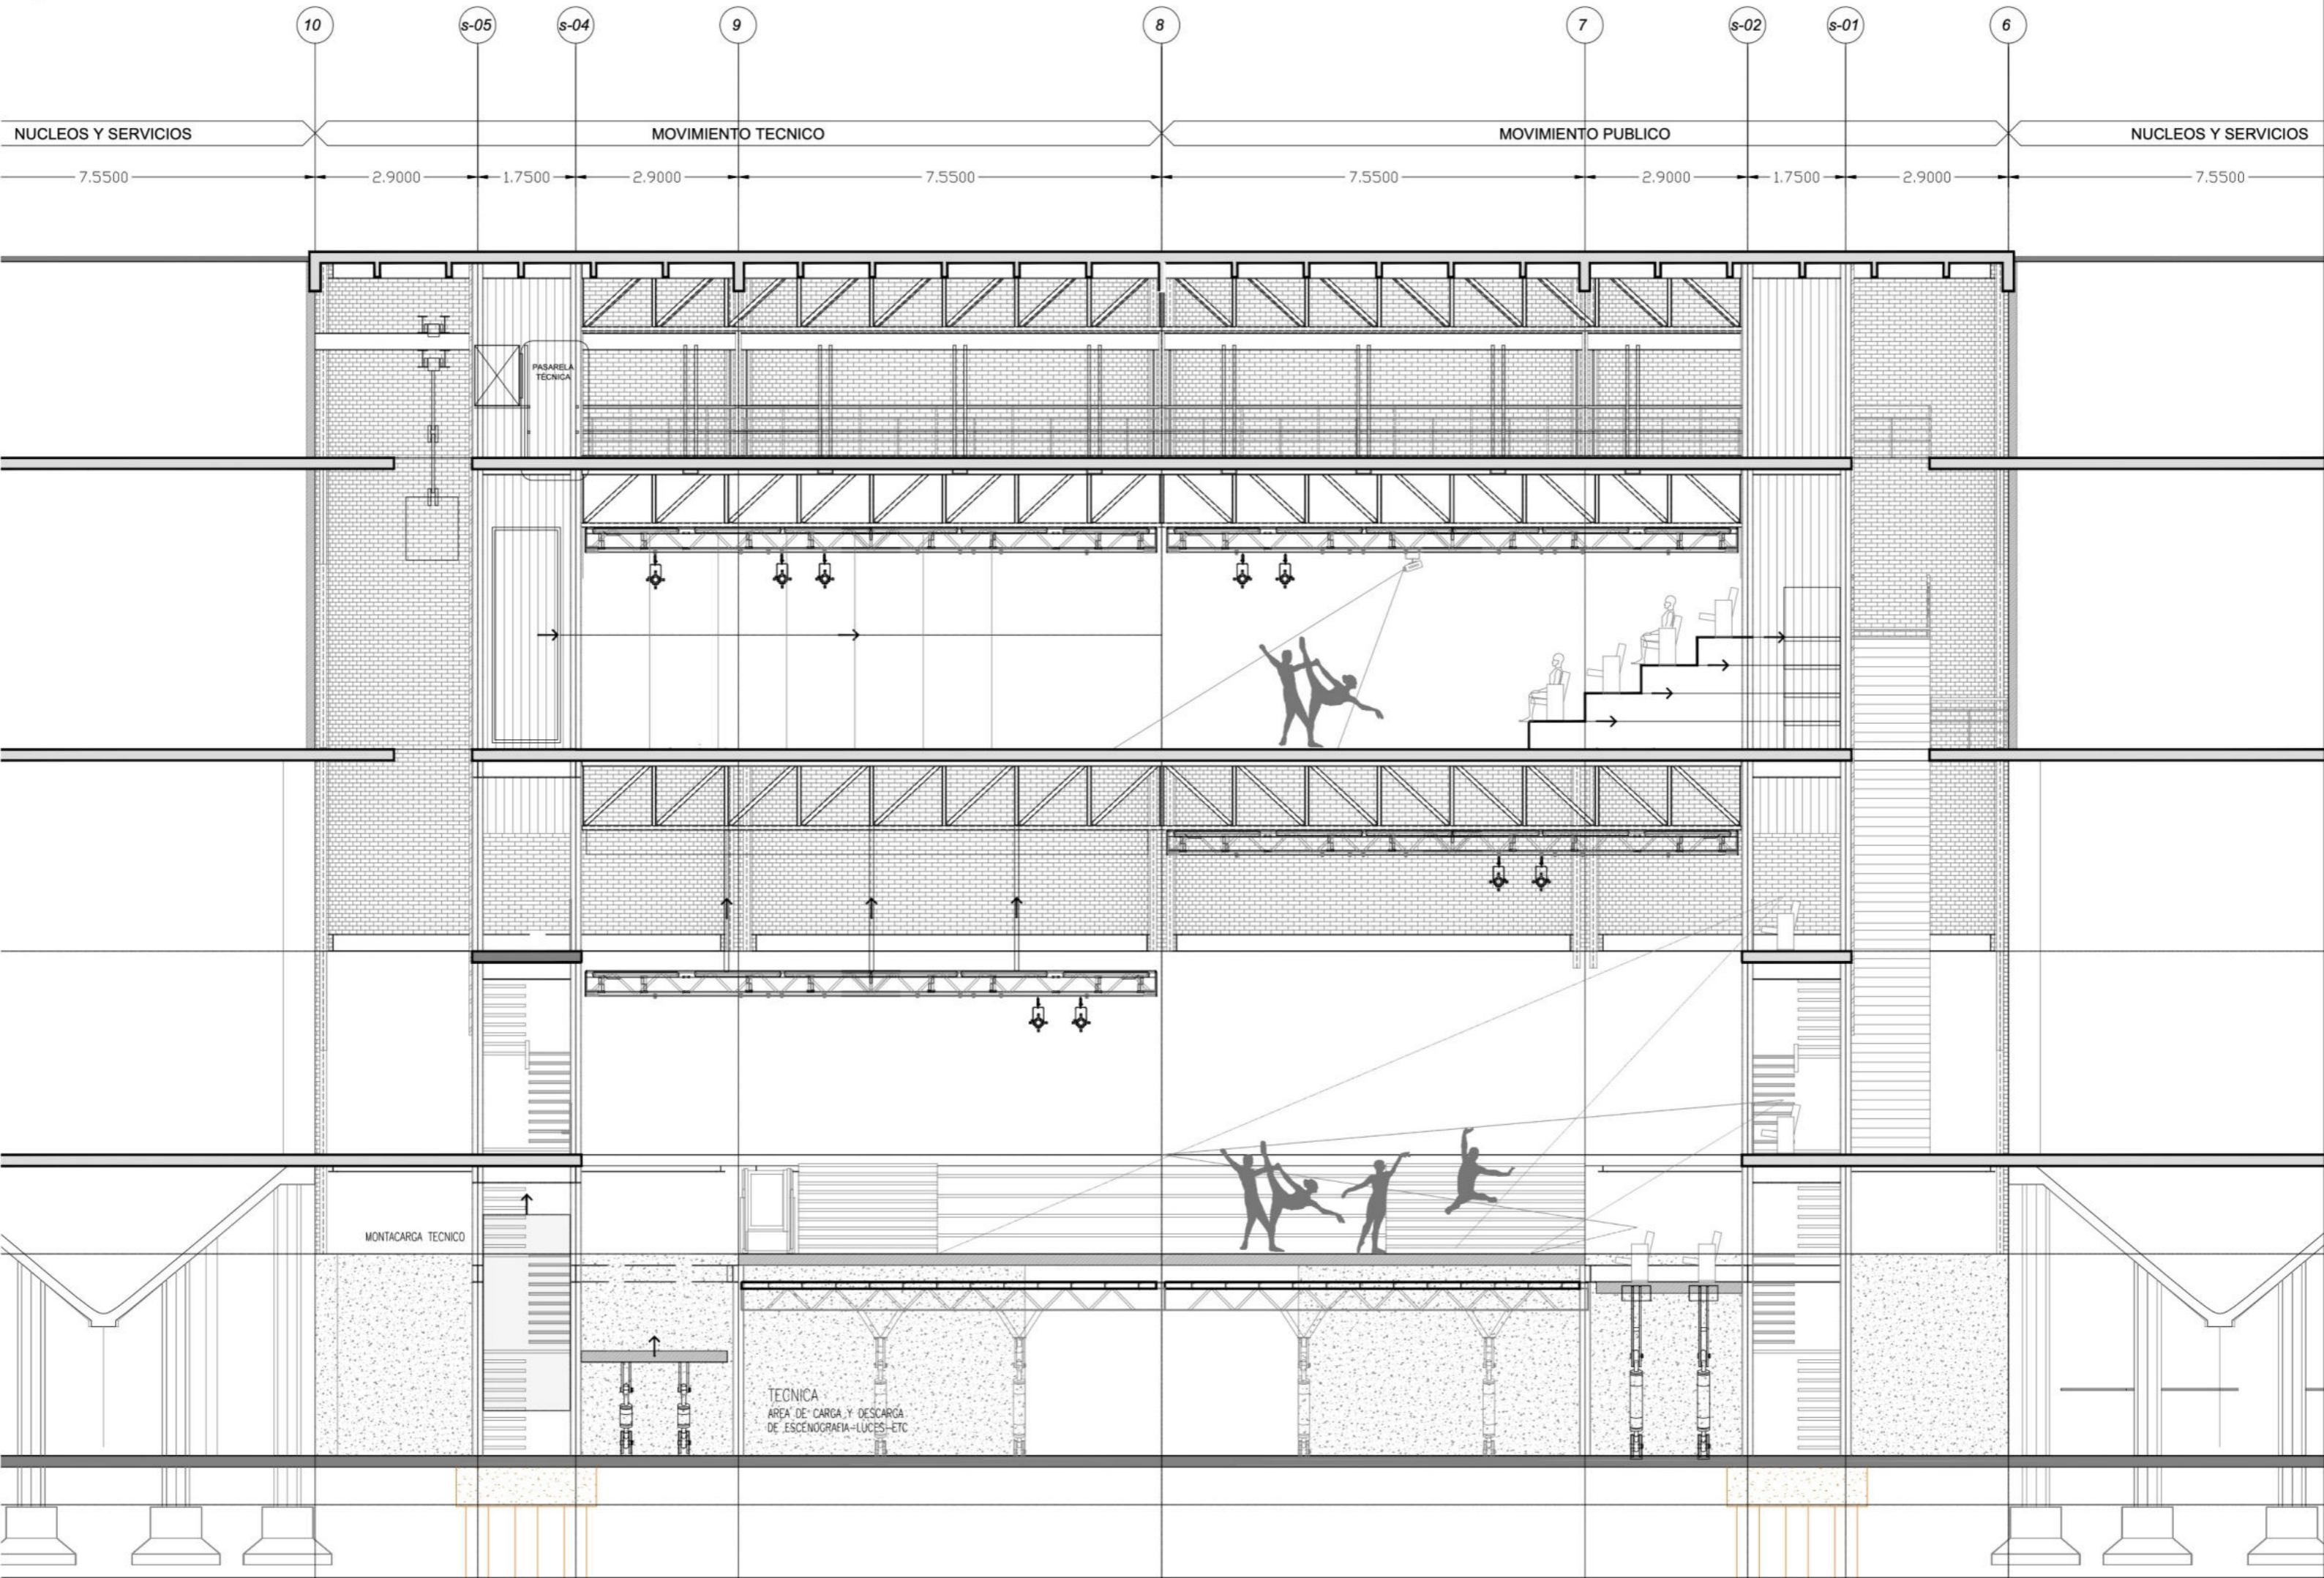 10 s-05 s-04 9 8 7 s-02 s-01 6
NUCLEOS Y SERVICIOS MOVIMIENTO TECNICO MOVIMIENTO PUBLICO NUCLEOS Y SERVICIOS
7.5500 2.9000 1.7500 2.9000 7.5500 7.5500 2.9000 1.7500 2.9000 7.5500
PASARELA
TECNICA
MONTACARGA TECNICO
TECNICA
AREA DE CARGA Y DESCARGA
DE ESCENOGRAFIA-LUCES-ETC